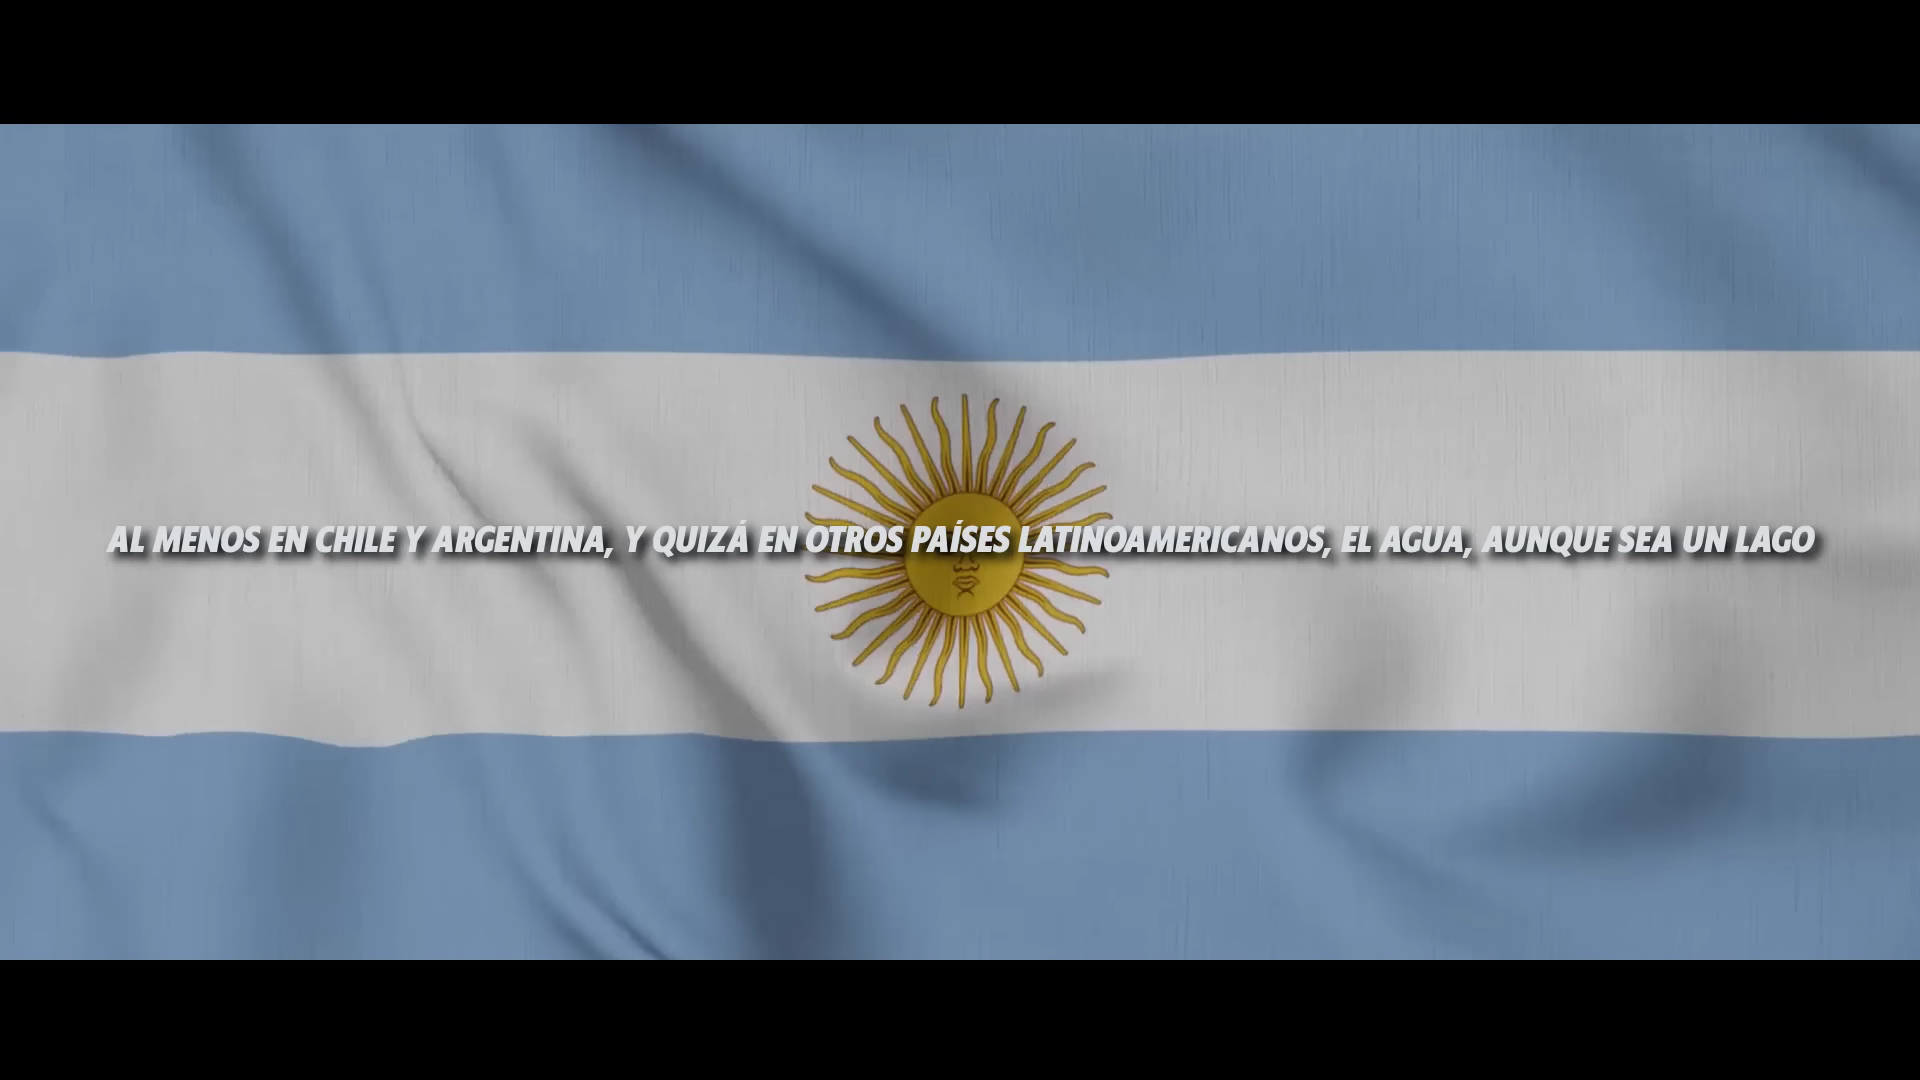 AL MENOS EN CHILE Y ARGENTINA, Y QUIZÁ EN OTROS PAÍSES LATINOAMERICANOS, EL AGUA, AUNQUE SEA UN LAGO